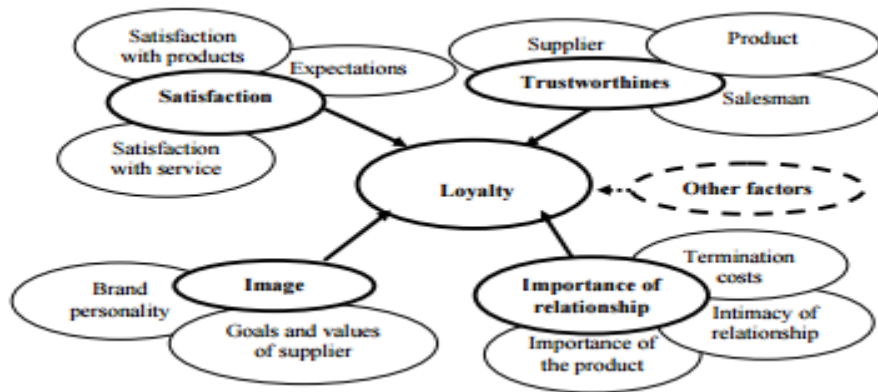 Satisfaction
with products
Expectations
Satisfaction
Satisfaction
with service
Supplier
Product
Trustworthines
Salesman
Loyalty
Other factors
Brand
personality
Image
Goals and values
of supplier
Importance of
relationship
Termination
costs
Intimacy of
relationship
Importance of
the product